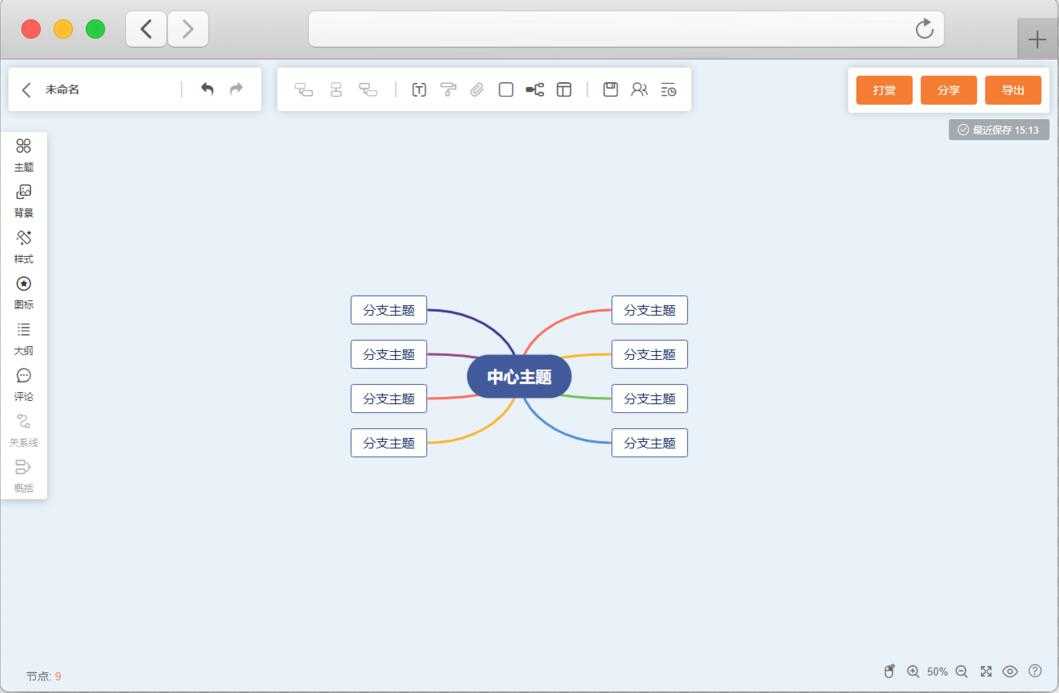 未命名
打赏
分享
导出
最近保存 15:13
主题
背景
样式
图标
大纲
评论
关系线
概括
分支主题
分支主题
分支主题
分支主题
中心主题
分支主题
分支主题
分支主题
分支主题
节点: 9
50%